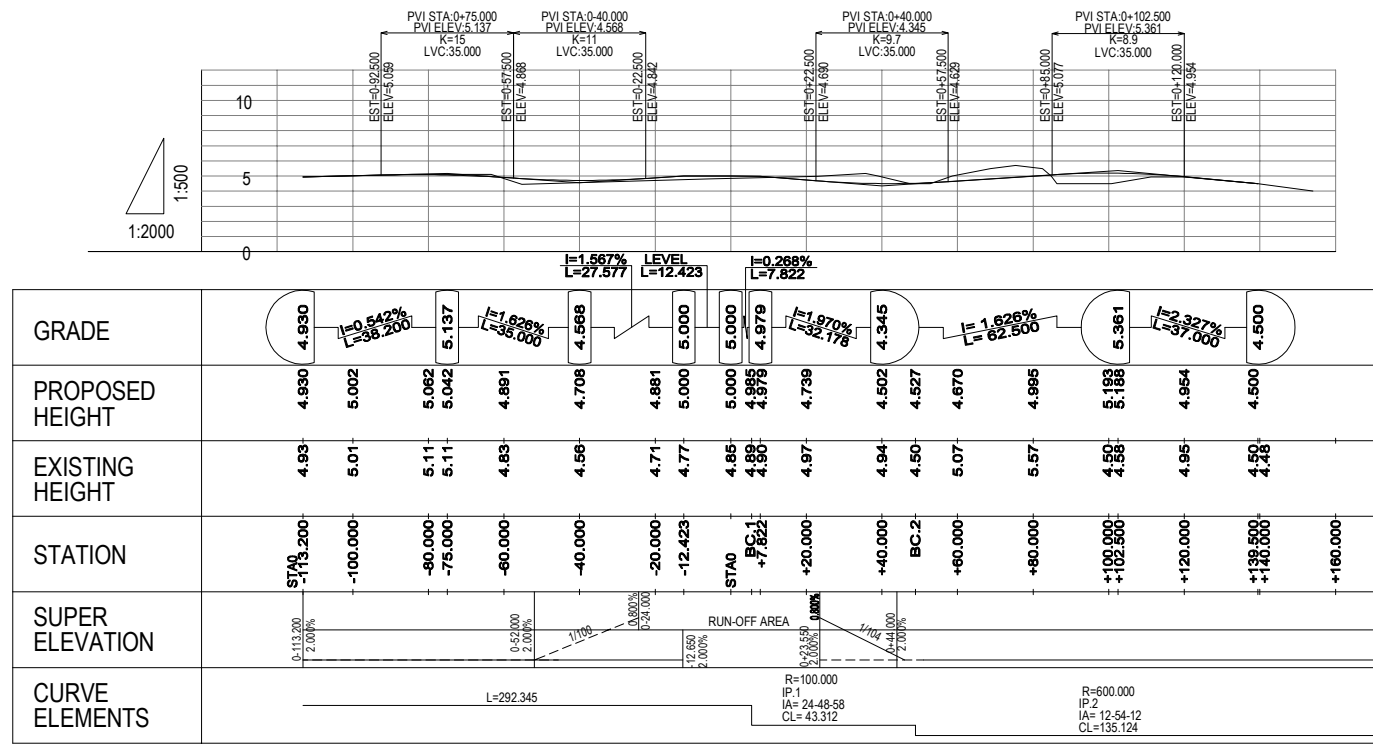 PVI STA:0+75.000
PVI ELEV:5.137
K=15
LVC:35.000
PVI STA:0-40.000
PVI ELEV:4.568
K=11
LVC:35.000
PVI STA:0+40.000
PVI ELEV:4.345
K=9.7
LVC:35.000
PVI STA:0+102.500
PVI ELEV:5.361
K=8.9
LVC:35.000
EST=0-92.500
ELEV=5.059
EST=0-57.500
ELEV=4.868
EST=0-22.500
ELEV=4.842
EST=0+22.500
ELEV=4.690
EST=0+57.500
ELEV=4.629
EST=0+85.000
ELEV=5.077
EST=0+120.000
ELEV=4.954
10
5
0
1:500
1:2000
I=1.567%
L=27.577
LEVEL
L=12.423
I=0.268%
L=7.822
GRADE
4.930
I=0.542%
L=38.200
5.137
I=1.626%
L=35.000
4.568
5.000
5.000
4.979
I=1.970%
L=32.178
4.345
I= 1.626%
L= 62.500
5.361
I=2.327%
L=37.000
4.500
PROPOSED
HEIGHT
4.930
5.002
5.062
5.042
4.891
4.708
4.881
5.000
5.000
4.985
4.979
4.739
4.502
4.527
4.670
4.995
5.193
5.188
4.954
4.500
EXISTING
HEIGHT
4.93
5.01
5.11
5.11
4.83
4.56
4.71
4.77
4.85
4.89
4.90
4.97
4.94
4.50
5.07
5.57
4.50
4.58
4.95
4.50
4.48
STATION
STA0
-113.200
-100.000
-80.000
-75.000
-60.000
-40.000
-20.000
-12.423
STA0
BC.1
+7.822
+20.000
+40.000
BC.2
+60.000
+80.000
+100.000
+102.500
+120.000
+139.500
+140.000
+160.000
SUPER
ELEVATION
0-113.200
2.000%
0-52.000
2.000%
1/100
0.800%
0-24.000
-12.650
2.000%
RUN-OFF AREA
0.800%
0+23.550
2.000%
1/104
0+44.000
2.000%
CURVE
ELEMENTS
L=292.345
R=100.000
IP.1
IA= 24-48-58
CL= 43.312
R=600.000
IP.2
IA= 12-54-12
CL=135.124